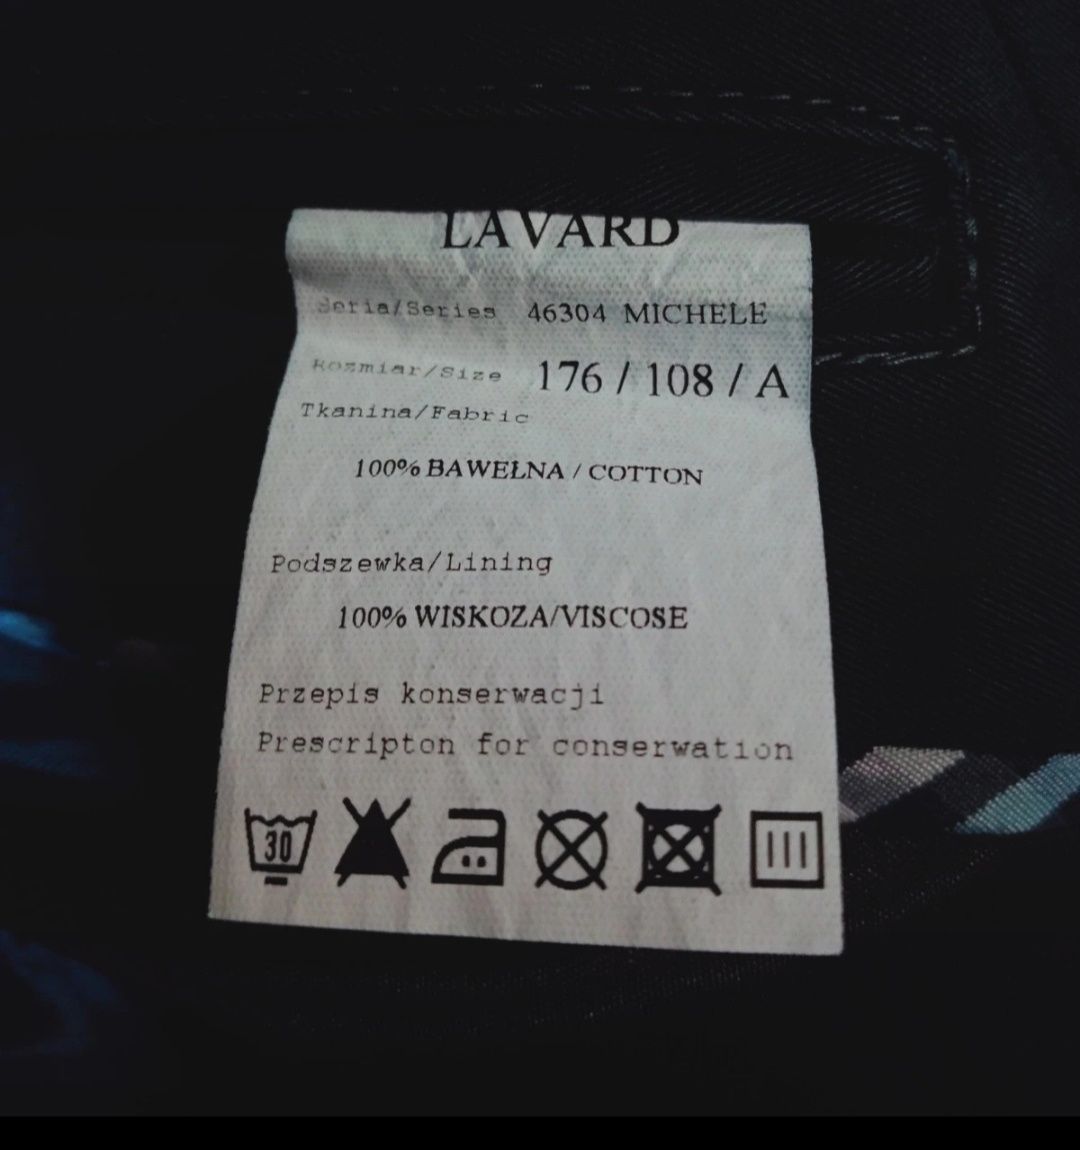 LAVARD
Seria/Series 46304 MICHELE
Rozmiar/Size 176 / 108 / A
Tkanina/Fabric
100% BAWEŁNA / COTTON
Podszewka/Lining
100% WISKOZA/VISCOSE
Przepis konserwacji
Prescripton for conserwation
30